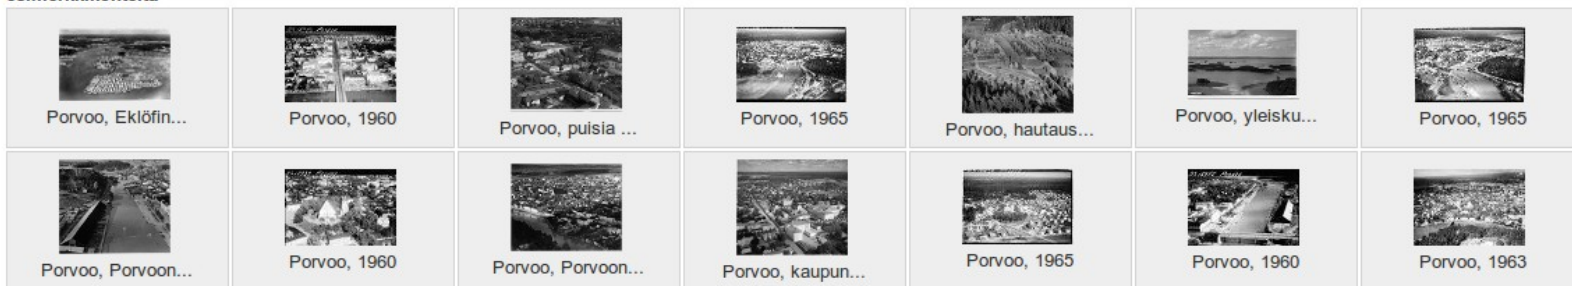 Porvoo, Eklöfin...
Porvoo, 1960
Porvoo, puisia ...
Porvoo, 1965
Porvoo, hautaus...
Porvoo, yleisku...
Porvoo, 1965
Porvoo, Porvoon...
Porvoo, 1960
Porvoo, Porvoon...
Porvoo, kaupun...
Porvoo, 1965
Porvoo, 1960
Porvoo, 1963